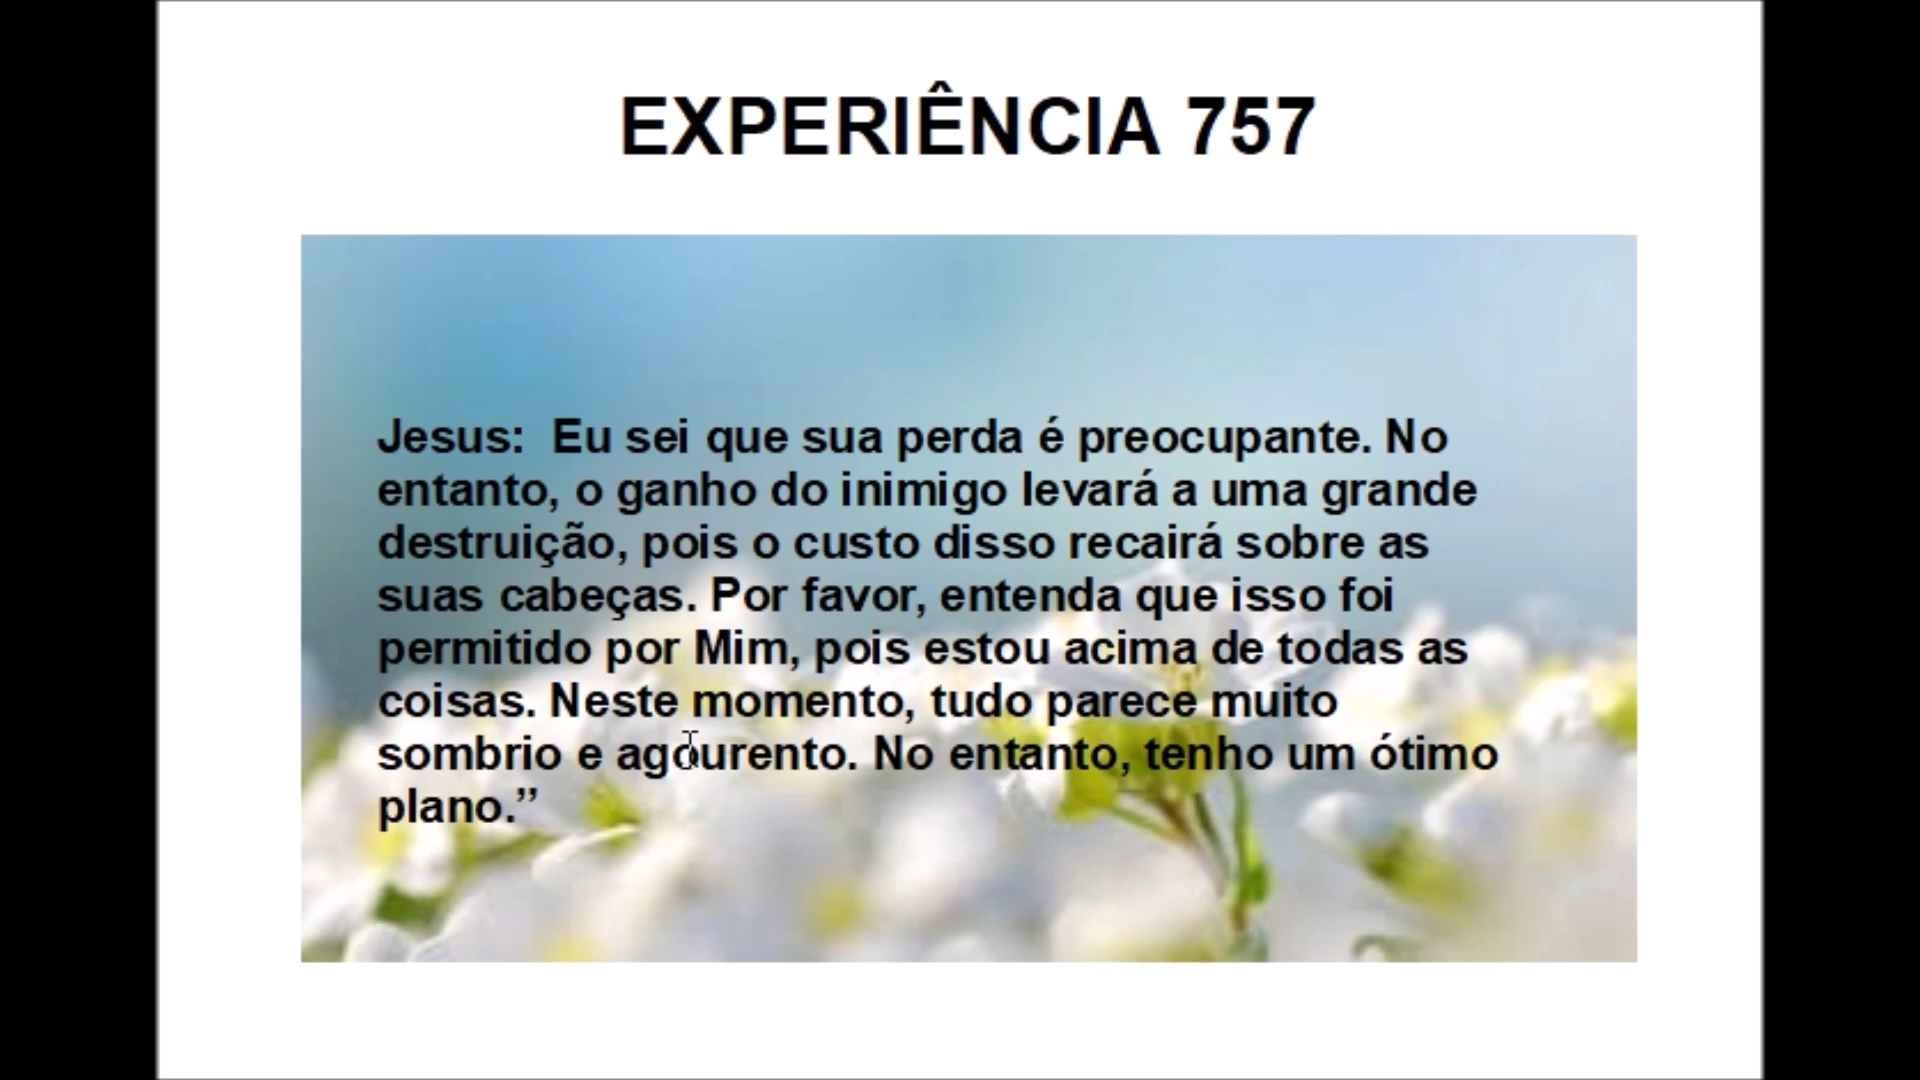 EXPERIÊNCIA 757
Jesus:  Eu sei que sua perda é preocupante. No
entanto, o ganho do inimigo levará a uma grande
destruição, pois o custo disso recairá sobre as
suas cabeças. Por favor, entenda que isso foi
permitido por Mim, pois estou acima de todas as
coisas. Neste momento, tudo parece muito
sombrio e agourento. No entanto, tenho um ótimo
plano.”